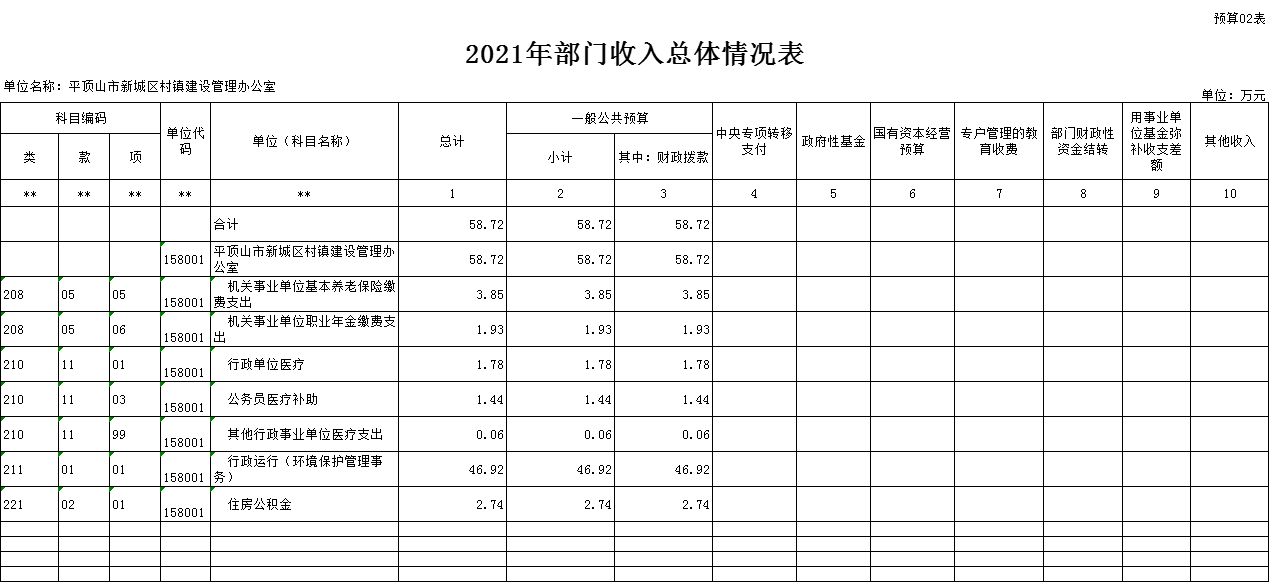 预算02表
2021年部门收入总体情况表
单位名称：平顶山市新城区村镇建设管理办公室
单位：万元
科目编码 单位代码 单位（科目名称） 总计 一般公共预算 中央专项转移支付 政府性基金 国有资本经营预算 专户管理的教育收费 部门财政性资金结转 用事业单位基金弥补收支差额 其他收入
类 款 项 小计 其中：财政拨款
** ** ** ** ** 1 2 3 4 5 6 7 8 9 10
合计 58.72 58.72 58.72
158001 平顶山市新城区村镇建设管理办公室 58.72 58.72 58.72
208 05 05 158001 机关事业单位基本养老保险缴费支出 3.85 3.85 3.85
208 05 06 158001 机关事业单位职业年金缴费支出 1.93 1.93 1.93
210 11 01 158001 行政单位医疗 1.78 1.78 1.78
210 11 03 158001 公务员医疗补助 1.44 1.44 1.44
210 11 99 158001 其他行政事业单位医疗支出 0.06 0.06 0.06
211 01 01 158001 行政运行（环境保护管理事务） 46.92 46.92 46.92
221 02 01 158001 住房公积金 2.74 2.74 2.74